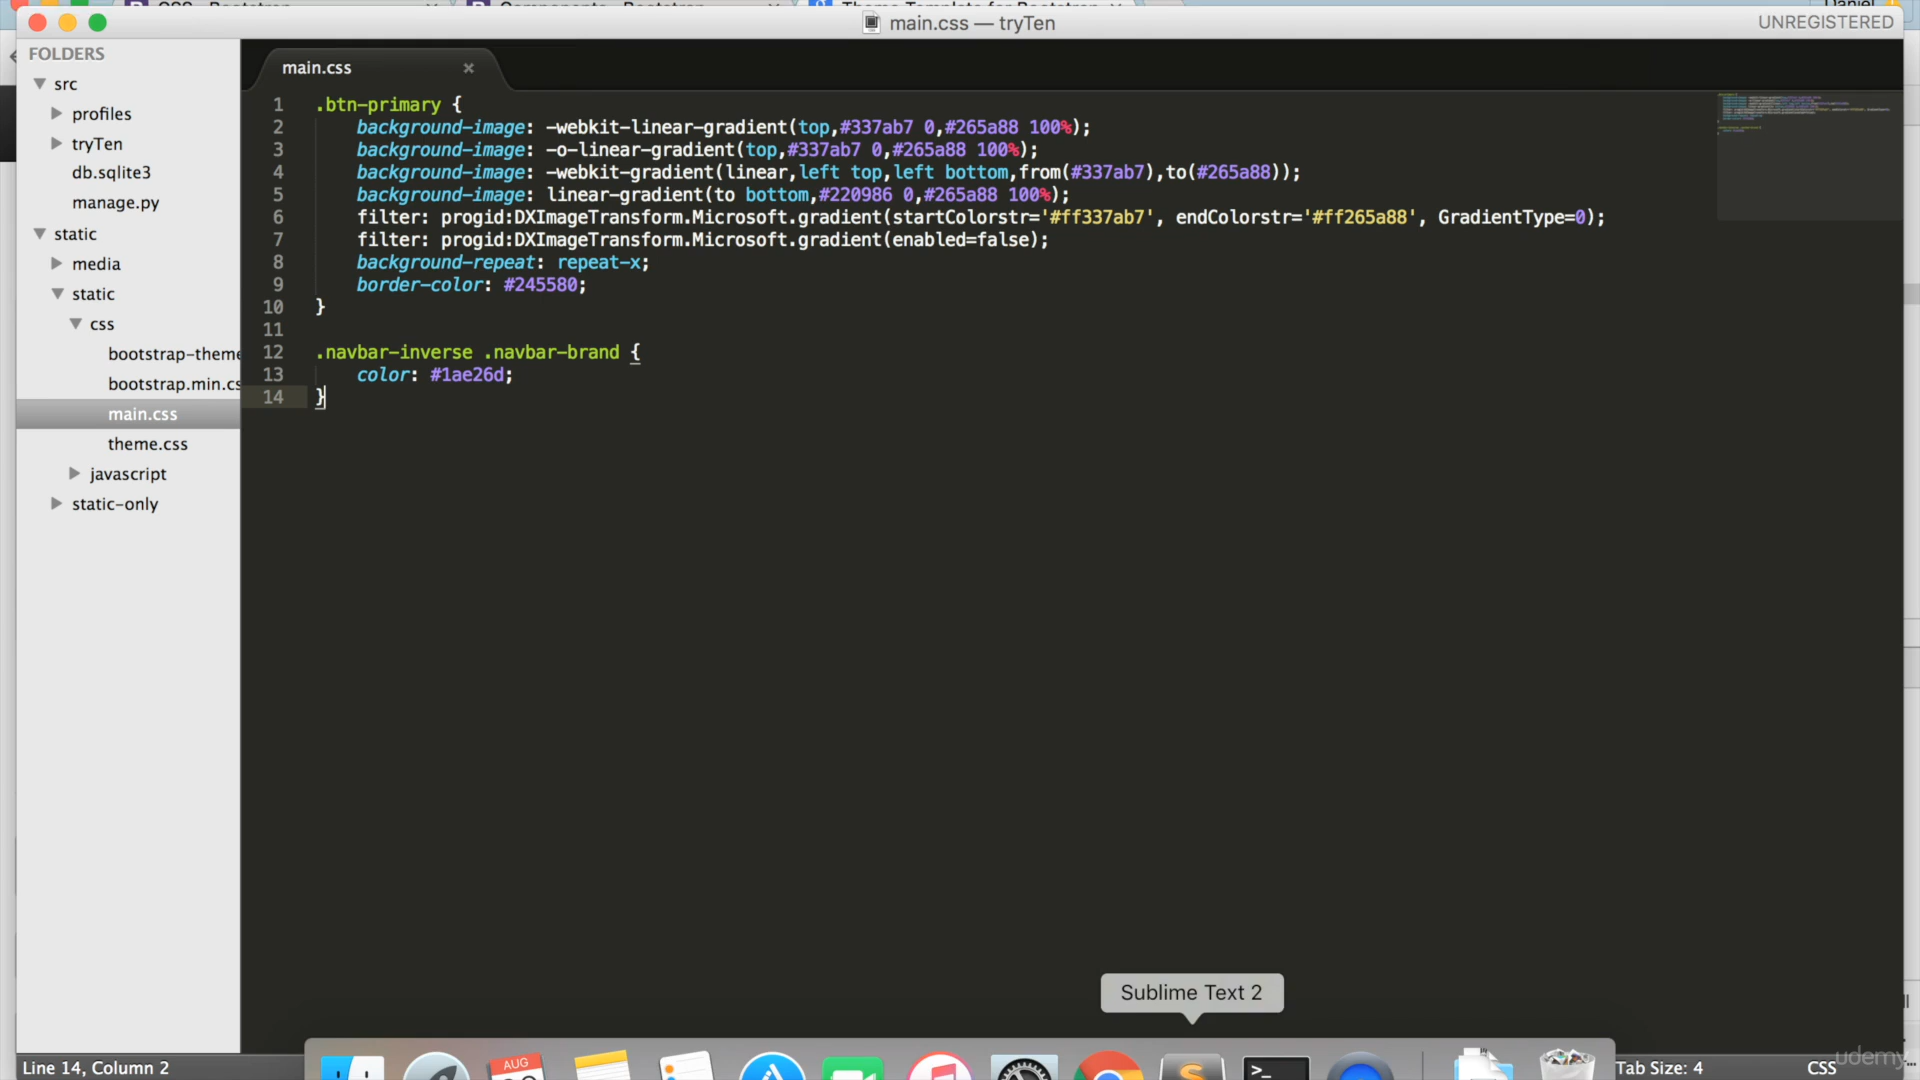 main.css — tryTen
UNREGISTERED
FOLDERS
src
profiles
tryTen
db.sqlite3
manage.py
static
media
static
css
bootstrap-theme
bootstrap.min.cs
main.css
theme.css
javascript
static-only
main.css
1 .btn-primary {
2 background-image: -webkit-linear-gradient(top,#337ab7 0,#265a88 100%);
3 background-image: -o-linear-gradient(top,#337ab7 0,#265a88 100%);
4 background-image: -webkit-gradient(linear,left top,left bottom,from(#337ab7),to(#265a88));
5 background-image: linear-gradient(to bottom,#220986 0,#265a88 100%);
6 filter: progid:DXImageTransform.Microsoft.gradient(startColorstr='#ff337ab7', endColorstr='#ff265a88', GradientType=0);
7 filter: progid:DXImageTransform.Microsoft.gradient(enabled=false);
8 background-repeat: repeat-x;
9 border-color: #245580;
10 }
11
12 .navbar-inverse .navbar-brand {
13 color: #1ae26d;
14 }
Sublime Text 2
AUG
Line 14, Column 2
Tab Size: 4
CSS
udemy